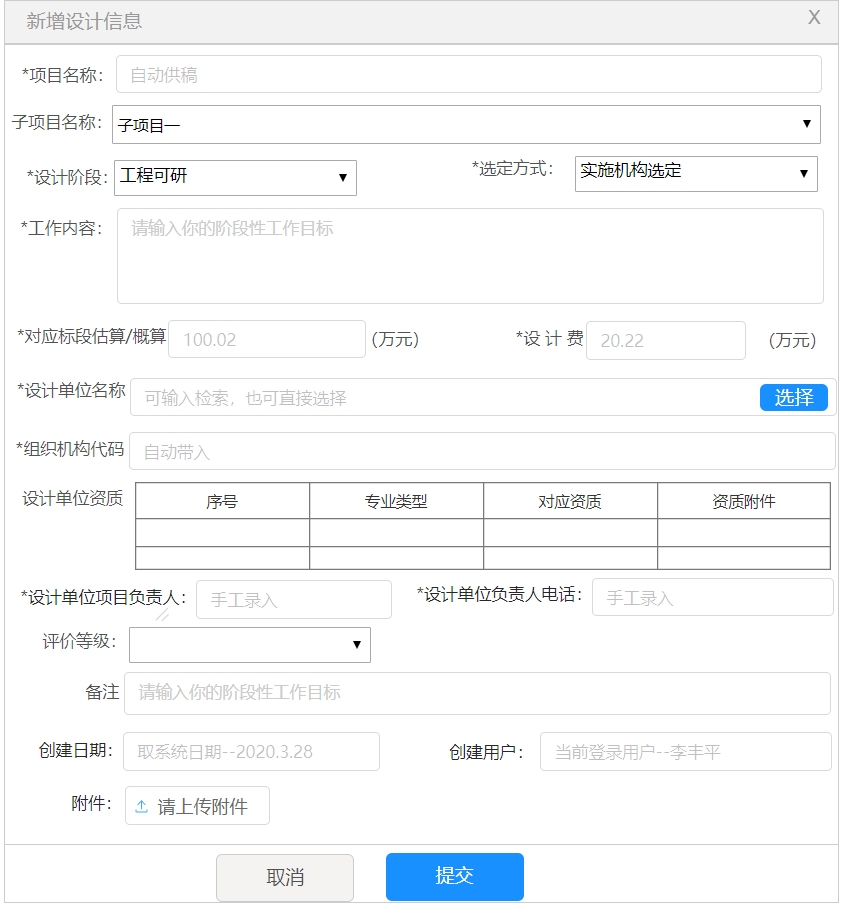 新增设计信息 X
*项目名称： 自动供稿
子项目名称： 子项目一 ▼
*设计阶段： 工程可研 ▼ *选定方式： 实施机构选定 ▼
*工作内容： 请输入你的阶段性工作目标
*对应标段估算/概算 100.02 (万元) *设 计 费 20.22 (万元)
*设计单位名称 可输入检索，也可直接选择 选择
*组织机构代码 自动带入
设计单位资质 序号 专业类型 对应资质 资质附件
*设计单位项目负责人： 手工录入 *设计单位负责人电话： 手工录入
评价等级： ▼
备注 请输入你的阶段性工作目标
创建日期： 取系统日期--2020.3.28 创建用户： 当前登录用户--李丰平
附件： 请上传附件
取消 提交